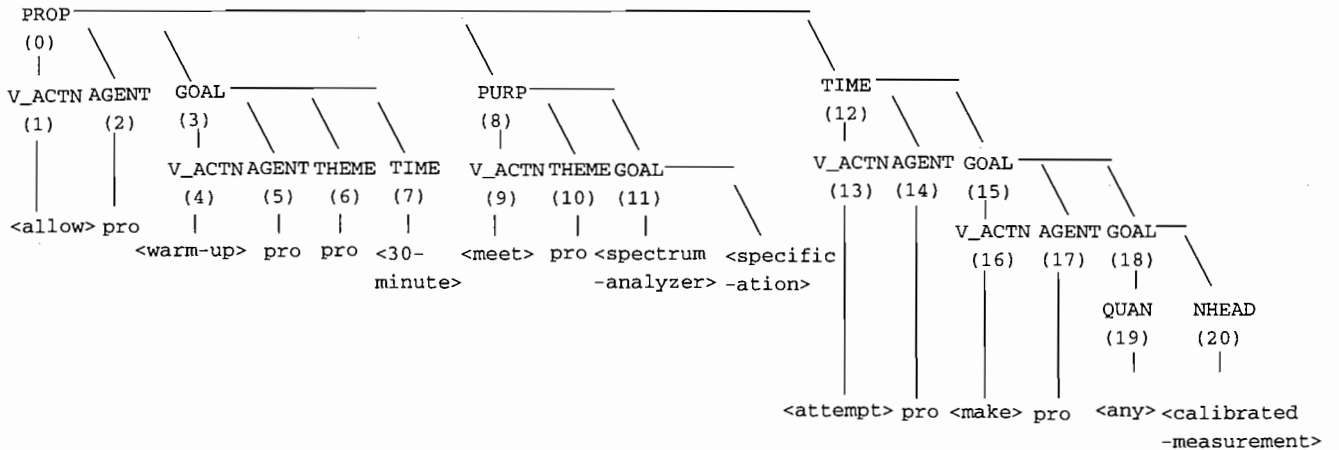 PROP
(0)
TIME
V_ACTN AGENT GOAL PURP (12)
(1) (2) (3) (8)
V_ACTN AGENT THEME TIME V_ACTN THEME GOAL V_ACTN AGENT GOAL
(4) (5) (6) (7) (9) (10) (11) (13) (14) (15)
<allow> pro V_ACTN AGENT GOAL
<warm-up> pro pro <30- <meet> pro <spectrum <specific (16) (17) (18)
minute> -analyzer> -ation>
QUAN NHEAD
(19) (20)
<attempt> pro <make> pro <any> <calibrated
-measurement>